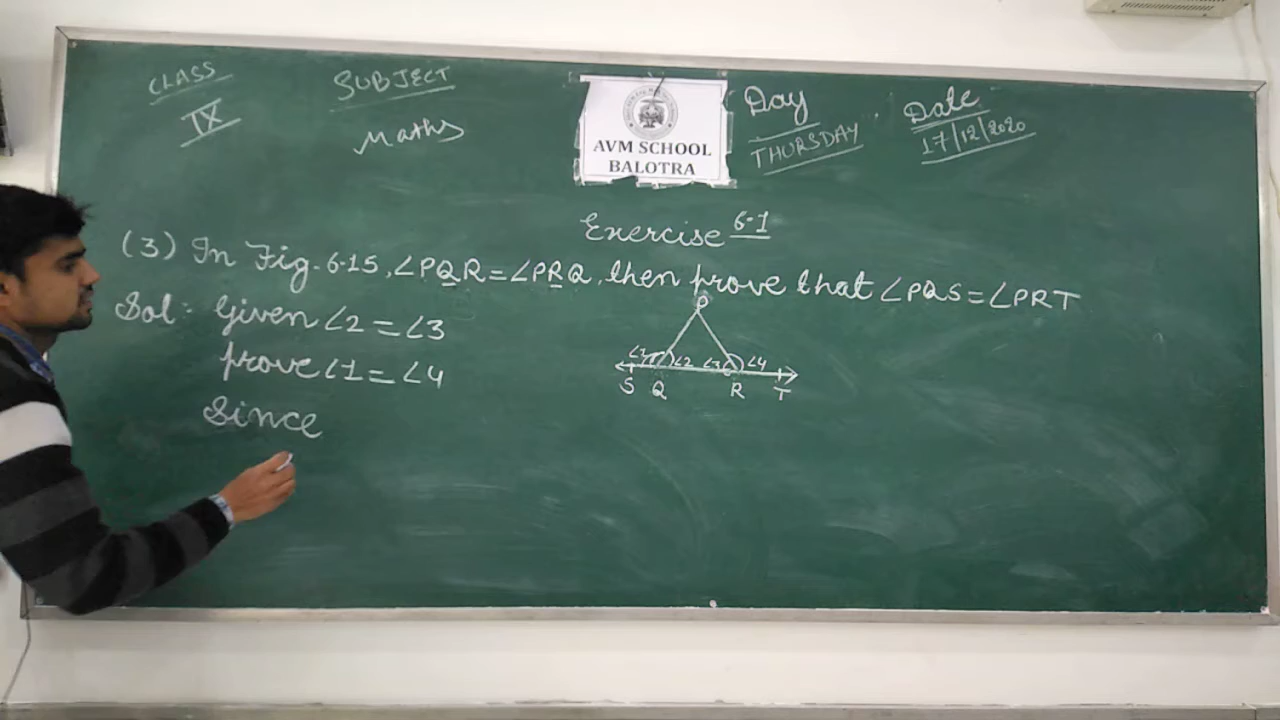 CLASS
IX
SUBJECT
Maths
AVM SCHOOL
BALOTRA
Day
THURSDAY
Date
17/12/2020
Exercise 6.1
(3) In Fig. 6.15, ∠PQR=∠PRQ, then prove that ∠PQS=∠PRT
Sol: Given ∠2=∠3
prove ∠1=∠4
Since
P
∠1 ∠2 ∠3 ∠4
S Q R T